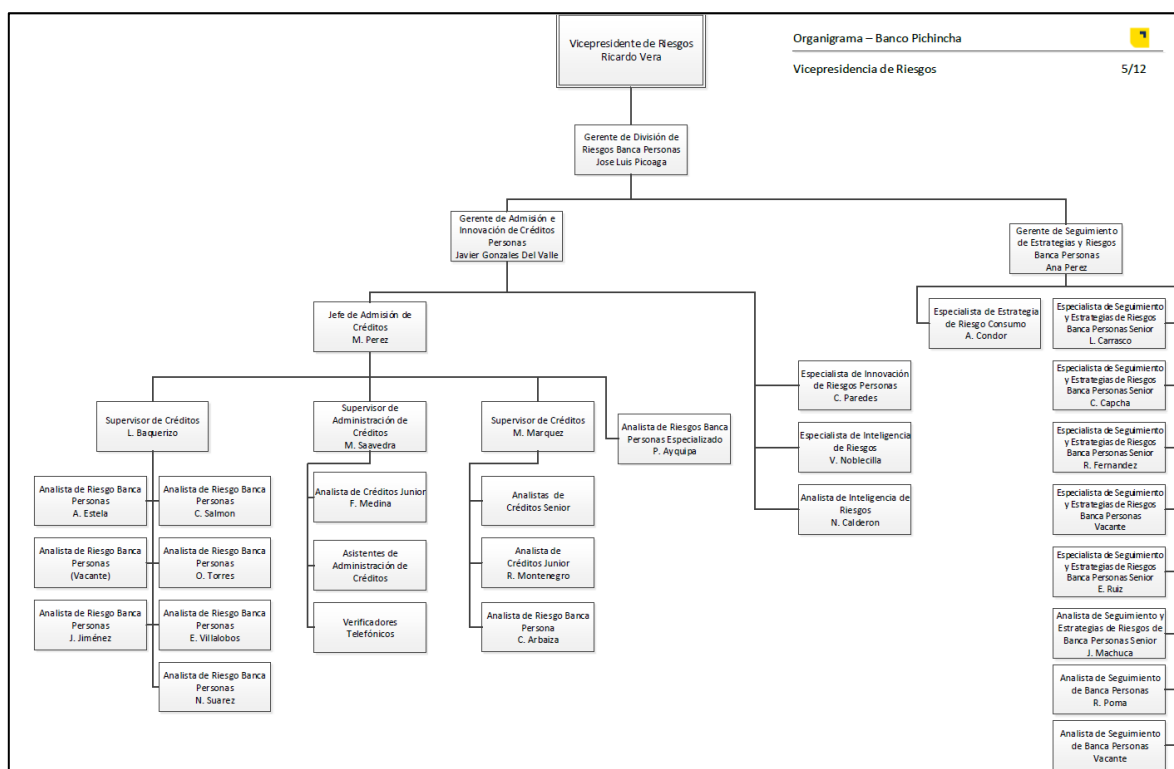 Organigrama – Banco Pichincha
Vicepresidencia de Riesgos 5/12
Vicepresidente de Riesgos
Ricardo Vera
Gerente de División de
Riesgos Banca Personas
Jose Luis Picoaga
Gerente de Admisión e
Innovación de Créditos
Personas
Javier Gonzales Del Valle
Gerente de Seguimiento
de Estrategias y Riesgos
Banca Personas
Ana Perez
Jefe de Admisión de
Créditos
M. Perez
Supervisor de Créditos
L. Baquerizo
Analista de Riesgo Banca
Personas
A. Estela
Analista de Riesgo Banca
Personas
C. Salmon
Analista de Riesgo Banca
Personas
(Vacante)
Analista de Riesgo Banca
Personas
O. Torres
Analista de Riesgo Banca
Personas
J. Jiménez
Analista de Riesgo Banca
Personas
E. Villalobos
Analista de Riesgo Banca
Personas
N. Suarez
Supervisor de
Administración de
Créditos
M. Saavedra
Analista de Créditos Junior
F. Medina
Asistentes de
Administración de
Créditos
Verificadores
Telefónicos
Supervisor de Créditos
M. Marquez
Analistas de
Créditos Senior
Analista de
Créditos Junior
R. Montenegro
Analista de Riesgo Banca
Persona
C. Arbaiza
Analista de Riesgos Banca
Personas Especializado
P. Ayquipa
Especialista de Innovación
de Riesgos Personas
C. Paredes
Especialista de Inteligencia
de Riesgos
V. Noblecilla
Analista de Inteligencia de
Riesgos
N. Calderon
Especialista de Estrategia
de Riesgo Consumo
A. Condor
Especialista de Seguimiento
y Estrategias de Riesgos
Banca Personas Senior
L. Carrasco
Especialista de Seguimiento
y Estrategias de Riesgos
Banca Personas Senior
C. Capcha
Especialista de Seguimiento
y Estrategias de Riesgos
Banca Personas Senior
R. Fernandez
Especialista de Seguimiento
y Estrategias de Riesgos
Banca Personas
Vacante
Especialista de Seguimiento
y Estrategias de Riesgos
Banca Personas Senior
E. Ruiz
Analista de Seguimiento y
Estrategias de Riesgos de
Banca Personas Senior
J. Machuca
Analista de Seguimiento
de Banca Personas
R. Poma
Analista de Seguimiento
de Banca Personas
Vacante